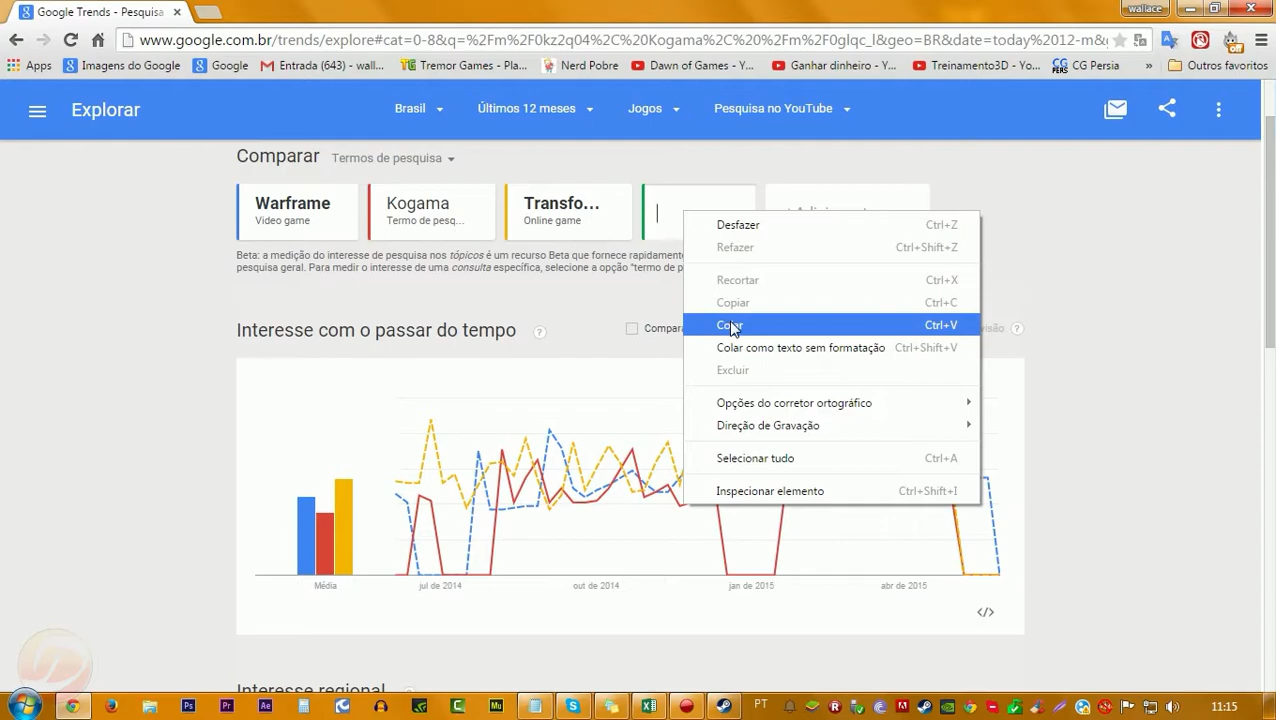 Google Trends - Pesquisa
wallace
www.google.com.br/trends/explore#cat=0-8&q=%2Fm%2F0kz2q04%2C%20Kogama%2C%20%2Fm%2F0glqc_l&geo=BR&date=today%2012-m&
off
Apps
Imagens do Google
Google
Entrada (643) - wall...
Tremor Games - Pla...
Nerd Pobre
Dawn of Games - Y...
Ganhar dinheiro - Y...
Treinamento3D - Yo...
CG Persia
»
Outros favoritos
Explorar
Brasil
Últimos 12 meses
Jogos
Pesquisa no YouTube
Comparar
Termos de pesquisa
Warframe
Video game
Kogama
Termo de pesq...
Transfo...
Online game
Beta: a medição do interesse de pesquisa nos tópicos é um recurso Beta que fornece rapidamente
pesquisa geral. Para medir o interesse de uma consulta específica, selecione a opção "termo de p
Desfazer Ctrl+Z
Refazer Ctrl+Shift+Z
Recortar Ctrl+X
Copiar Ctrl+C
Colar Ctrl+V
Colar como texto sem formatação Ctrl+Shift+V
Excluir
Opções do corretor ortográfico
Direção de Gravação
Selecionar tudo Ctrl+A
Inspecionar elemento Ctrl+Shift+I
Interesse com o passar do tempo
?
Compara
?
Média
jul de 2014
out de 2014
jan de 2015
abr de 2015
</>
Interesse regional
Ps
Pr
Ae
Mu
PT
11:15